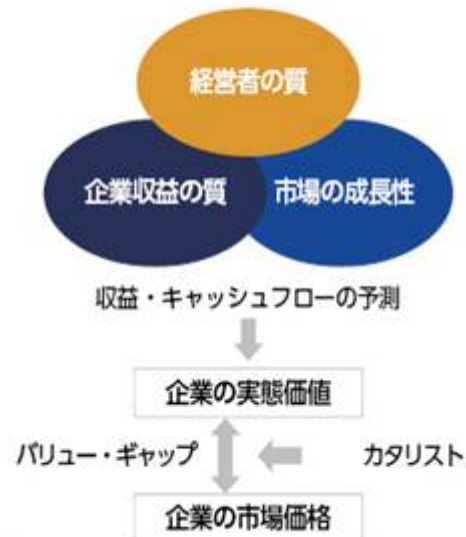 経営者の質
企業収益の質
市場の成長性
収益・キャッシュフローの予測
企業の実態価値
バリュー・ギャップ
カタリスト
企業の市場価格